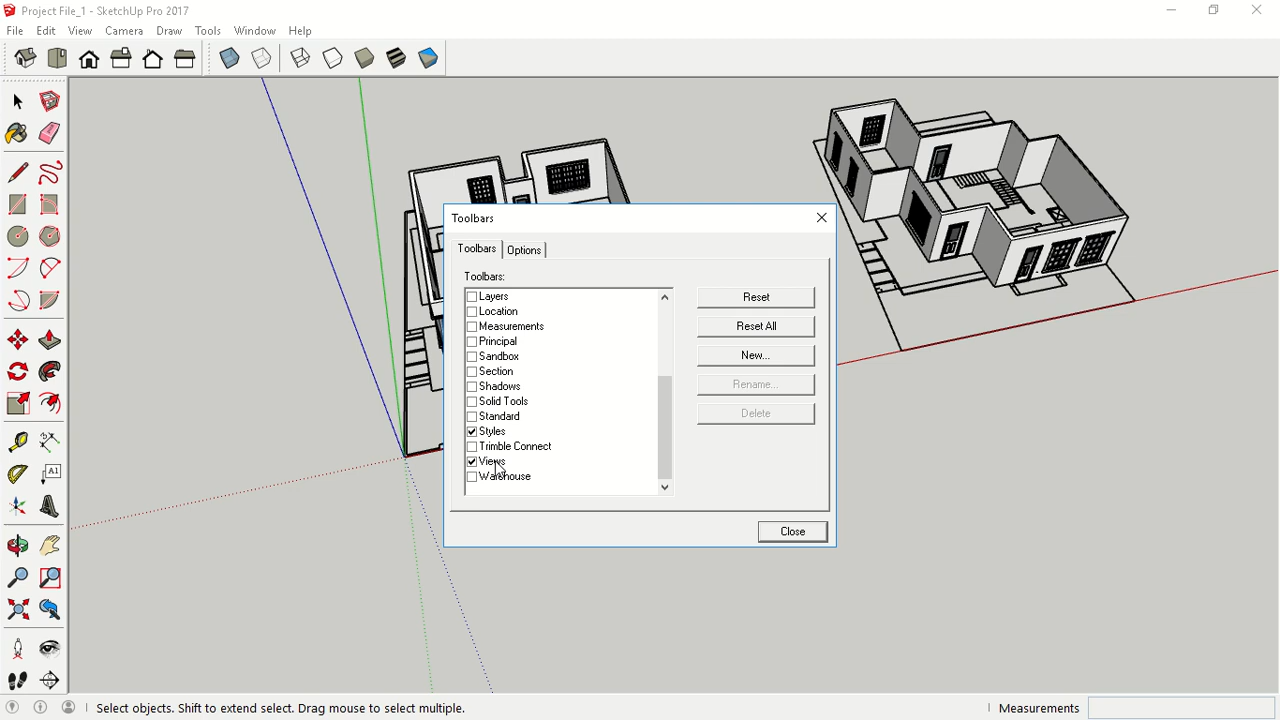 Project File_1 - SketchUp Pro 2017
File Edit View Camera Draw Tools Window Help
Toolbars
Toolbars Options
Toolbars:
Layers
Location
Measurements
Principal
Sandbox
Section
Shadows
Solid Tools
Standard
Styles
Trimble Connect
Views
Warehouse
Reset
Reset All
New...
Rename...
Delete
Close
A1
Select objects. Shift to extend select. Drag mouse to select multiple.
Measurements